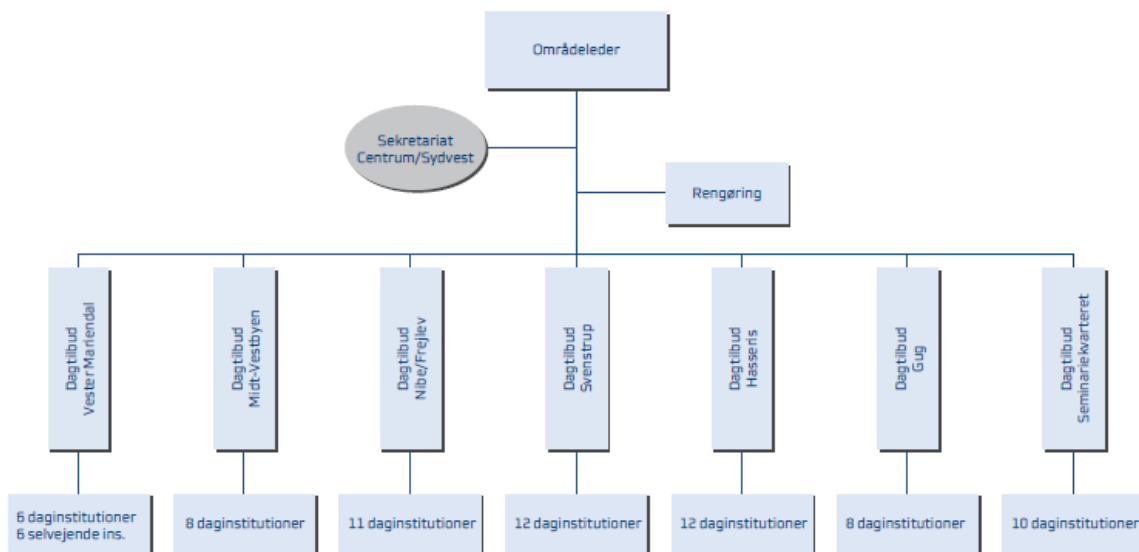 Områdeleder
Sekretariat
Centrum/Sydvest
Rengøring
Dagtilbud
Vester Mariendal
Dagtilbud
Midt-Vestbyen
Dagtilbud
Nibe/Frejlev
Dagtilbud
Svenstrup
Dagtilbud
Hasseris
Dagtilbud
Gug
Dagtilbud
Seminariekvarteret
6 daginstitutioner
6 selvejende ins.
8 daginstitutioner
11 daginstitutioner
12 daginstitutioner
12 daginstitutioner
8 daginstitutioner
10 daginstitutioner